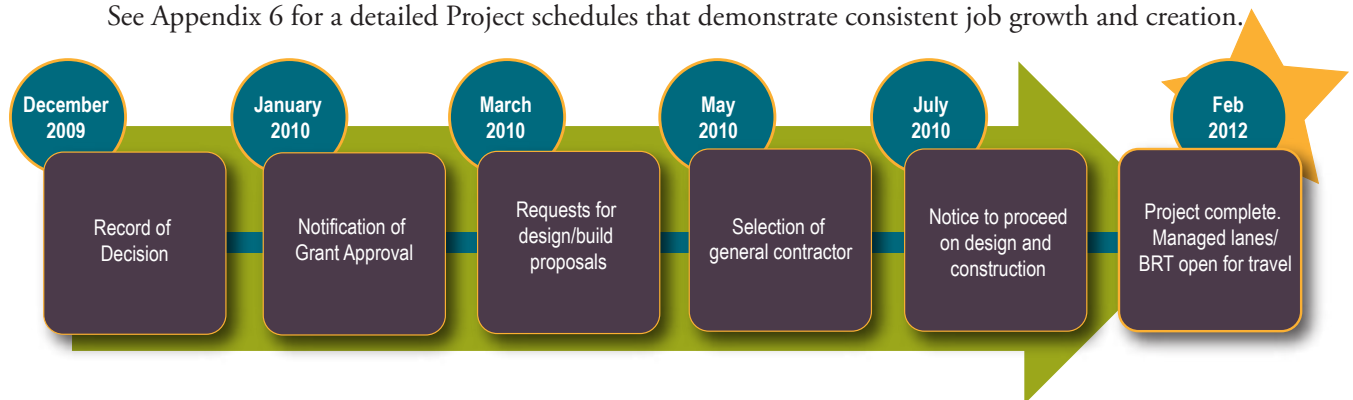 See Appendix 6 for a detailed Project schedules that demonstrate consistent job growth and creation.
December
2009
Record of
Decision
January
2010
Notification of
Grant Approval
March
2010
Requests for
design/build
proposals
May
2010
Selection of
general contractor
July
2010
Notice to proceed
on design and
construction
Feb
2012
Project complete.
Managed lanes/
BRT open for travel